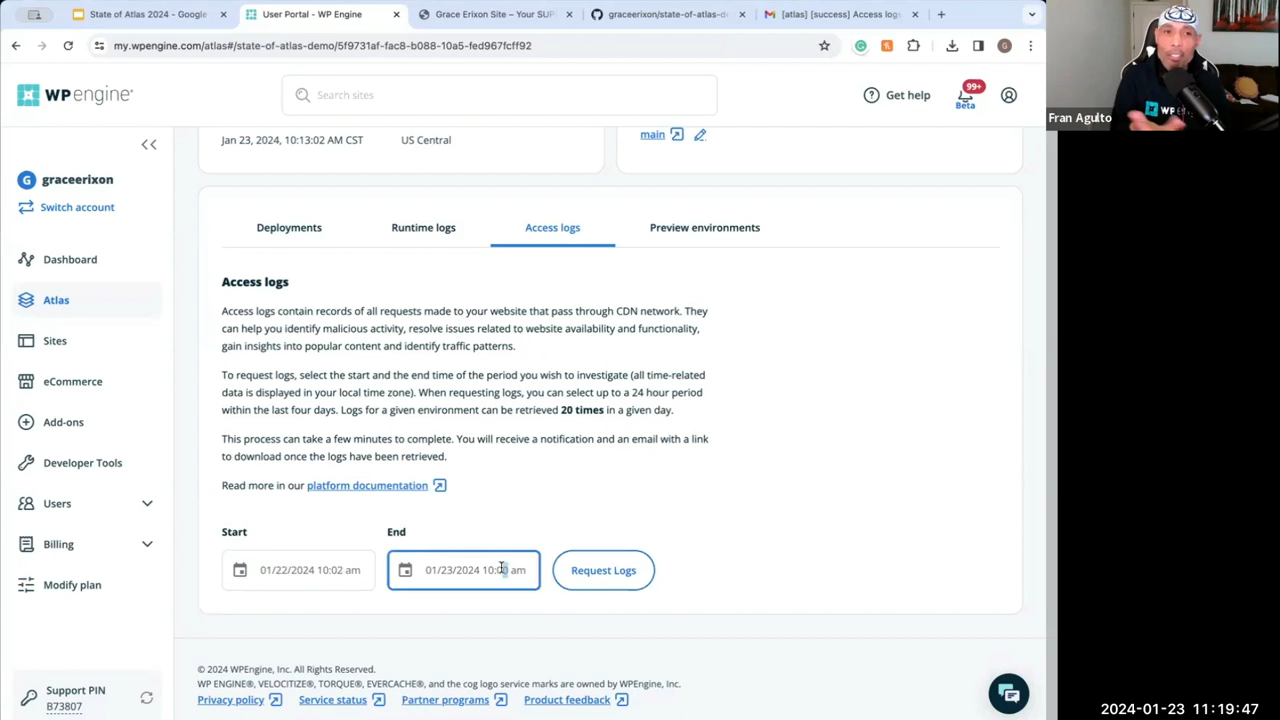 State of Atlas 2024 - Google
User Portal - WP Engine
Grace Erixon Site – Your SUP
graceerixon/state-of-atlas-d
[atlas] [success] Access logs
my.wpengine.com/atlas#/state-of-atlas-demo/5f9731af-fac8-b088-10a5-fed967fcff92
G
WP engine
Search sites
Get help
99+
Beta
Fran Agulto
Jan 23, 2024, 10:13:02 AM CST
US Central
main
G graceerixon
Switch account
Dashboard
Atlas
Sites
eCommerce
Add-ons
Developer Tools
Users
Billing
Modify plan
Support PIN
B73807
Deployments
Runtime logs
Access logs
Preview environments
Access logs
Access logs contain records of all requests made to your website that pass through CDN network. They
can help you identify malicious activity, resolve issues related to website availability and functionality,
gain insights into popular content and identify traffic patterns.
To request logs, select the start and the end time of the period you wish to investigate (all time-related
data is displayed in your local time zone). When requesting logs, you can select up to a 24 hour period
within the last four days. Logs for a given environment can be retrieved 20 times in a given day.
This process can take a few minutes to complete. You will receive a notification and an email with a link
to download once the logs have been retrieved.
Read more in our platform documentation
Start
End
01/22/2024 10:02 am
01/23/2024 10:00 am
Request Logs
© 2024 WPEngine, Inc. All Rights Reserved.
WP ENGINE®, VELOCITIZE®, TORQUE®, EVERCACHE®, and the cog logo service marks are owned by WPEngine, Inc.
Privacy policy
Service status
Partner programs
Product feedback
2024-01-23 11:19:47